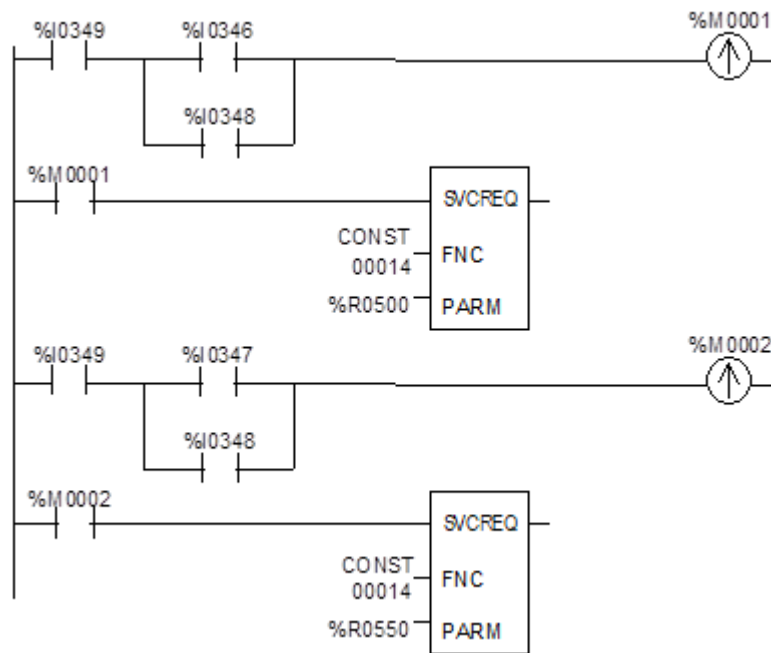 %M0001
%I0349 %I0346
%I0348
%M0001
SVCREQ
CONST
00014 FNC
%R0500 PARM
%M0002
%I0349 %I0347
%I0348
%M0002
SVCREQ
CONST
00014 FNC
%R0550 PARM